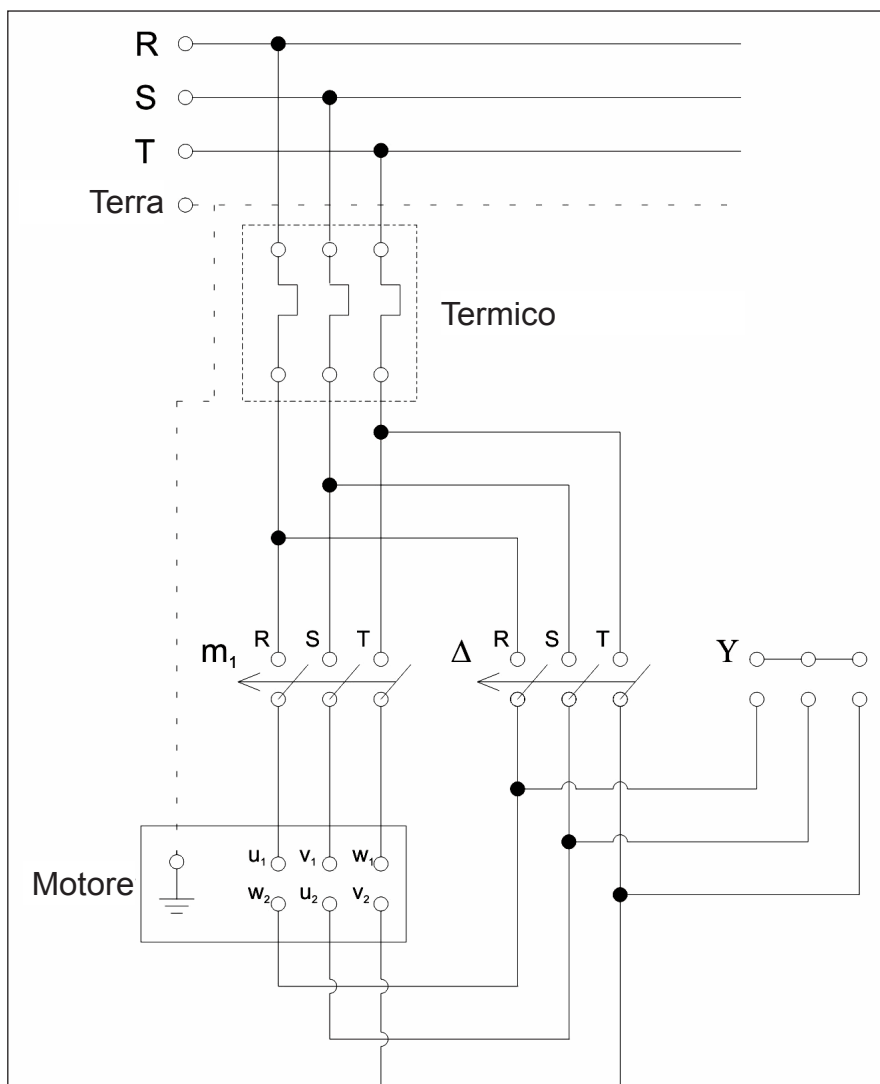 R
S
T
Terra
Termico
m₁ R S T Δ R S T Y
u₁ v₁ w₁
Motore
w₂ u₂ v₂